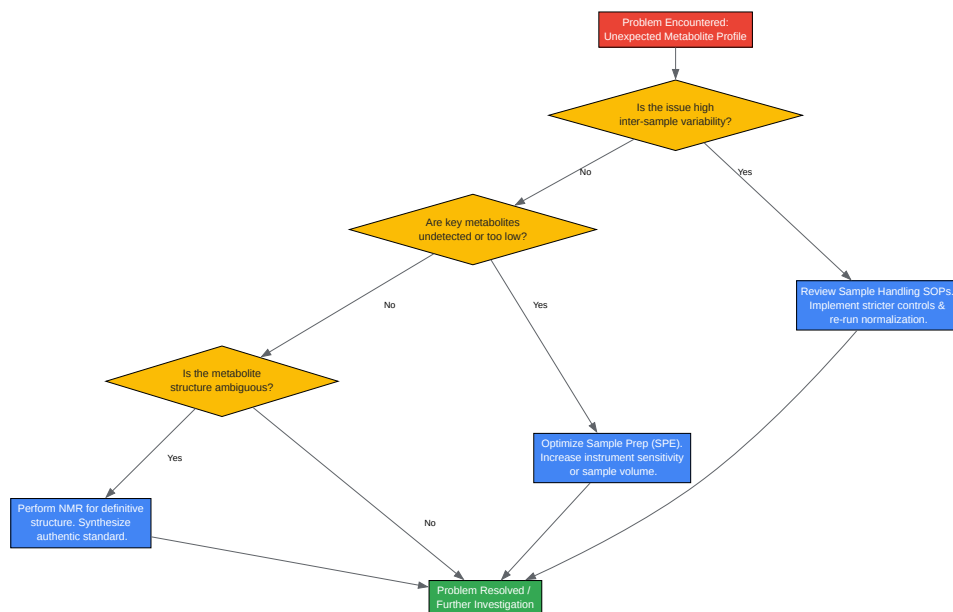 Problem Encountered:
Unexpected Metabolite Profile
Is the issue high
inter-sample variability?
No
Yes
Are key metabolites
undetected or too low?
Review Sample Handling SOPs.
Implement stricter controls &
re-run normalization.
No
Yes
Is the metabolite
structure ambiguous?
Optimize Sample Prep (SPE).
Increase instrument sensitivity
or sample volume.
Yes
No
Perform NMR for definitive
structure. Synthesize
authentic standard.
Problem Resolved /
Further Investigation